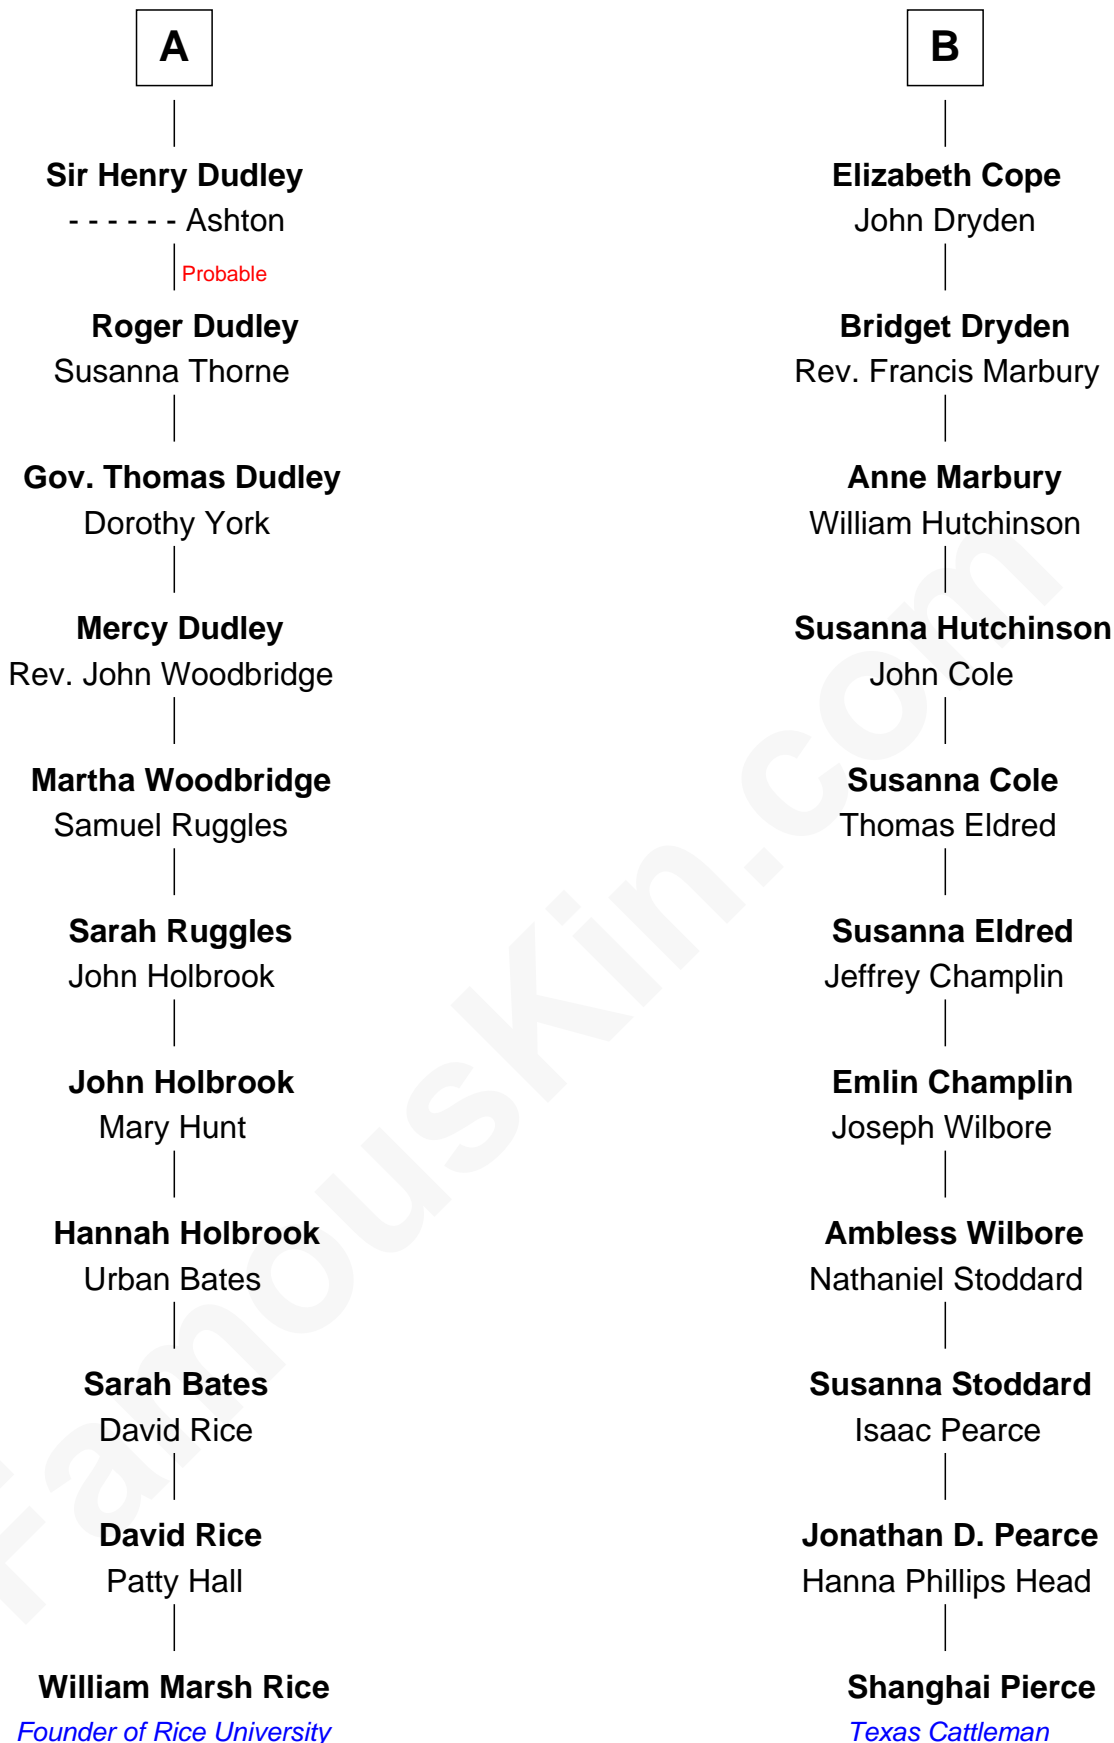 A
Sir Henry Dudley
- - - - - - Ashton
Probable
Roger Dudley
Susanna Thorne
Gov. Thomas Dudley
Dorothy York
Mercy Dudley
Rev. John Woodbridge
Martha Woodbridge
Samuel Ruggles
Sarah Ruggles
John Holbrook
John Holbrook
Mary Hunt
Hannah Holbrook
Urban Bates
Sarah Bates
David Rice
David Rice
Patty Hall
William Marsh Rice
Founder of Rice University
B
Elizabeth Cope
John Dryden
Bridget Dryden
Rev. Francis Marbury
Anne Marbury
William Hutchinson
Susanna Hutchinson
John Cole
Susanna Cole
Thomas Eldred
Susanna Eldred
Jeffrey Champlin
Emlin Champlin
Joseph Wilbore
Ambless Wilbore
Nathaniel Stoddard
Susanna Stoddard
Isaac Pearce
Jonathan D. Pearce
Hanna Phillips Head
Shanghai Pierce
Texas Cattleman
FamousKin.com